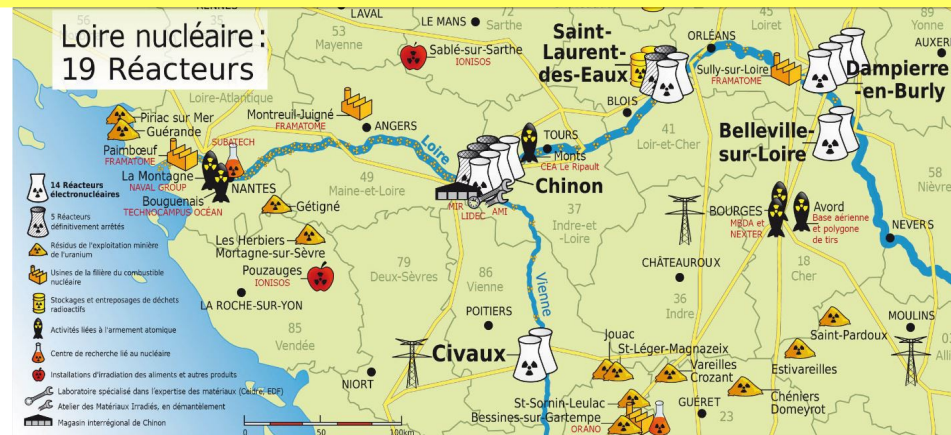 Loire nucléaire :
19 Réacteurs
LAVAL
53
Mayenne
LE MANS
72
Sarthe
Sablé-sur-Sarthe
IONISOS
Saint-
Laurent-
des-Eaux
45
Loiret
ORLÉANS
89
Yonne
Sully-sur-Loire
FRAMATOME
Dampierre
-en-Burly
BLOIS
41
Loir-et-Cher
Belleville-
sur-Loire
58
Loire-Atlantique
Piriac sur Mer
Guérande
Montreuil-Juigné
FRAMATOME
ANGERS
Loire
TOURS
Monts
CEA Le Ripault
Paimbœuf
FRAMATOME
SUBATECH
La Montagne
NAVAL GROUP
NANTES
Bouguenais
TECHNOCAMPUS OCÉAN
49
Maine-et-Loire
Chinon
MIR
LIDEC
AMI
37
Indre-et
-Loire
Gétigné
Les Herbiers
Mortagne-sur-Sèvre
Pouzauges
IONISOS
79
Deux-Sèvres
86
Vienne
Vienne
BOURGES
MBDA et
NEXTER
Avord
Base aérienne
et polygone
de tirs
NEVERS
CHÂTEAUROUX
18
Cher
36
Indre
LA ROCHE-SUR-YON
85
Vendée
POITIERS
MOULINS
Saint-Pardoux
Civaux
NIORT
Jouac
St-Léger-Magnazeix
Vareilles
Crozant
Estivareilles
Chéniers
Domeyrot
St-Sornin-Leulac
Bessines-sur-Gartempe
ORANO
GUÉRET
23
14 Réacteurs
électronucléaires
5 Réacteurs
définitivement arrêtés
Résidus de l'exploitation minière
de l'uranium
Usines de la filière du combustible
nucléaire
Stockages et entreposages de déchets
radioactifs
Activités liées à l'armement atomique
Centre de recherche lié au nucléaire
Installations d'irradiation des aliments et autres produits
Laboratoire spécialisé dans l'expertise des matériaux (Ceidre, EDF)
Atelier des Matériaux Irradiés, en démantèlement
Magasin interrégional de Chinon
0
50
100km